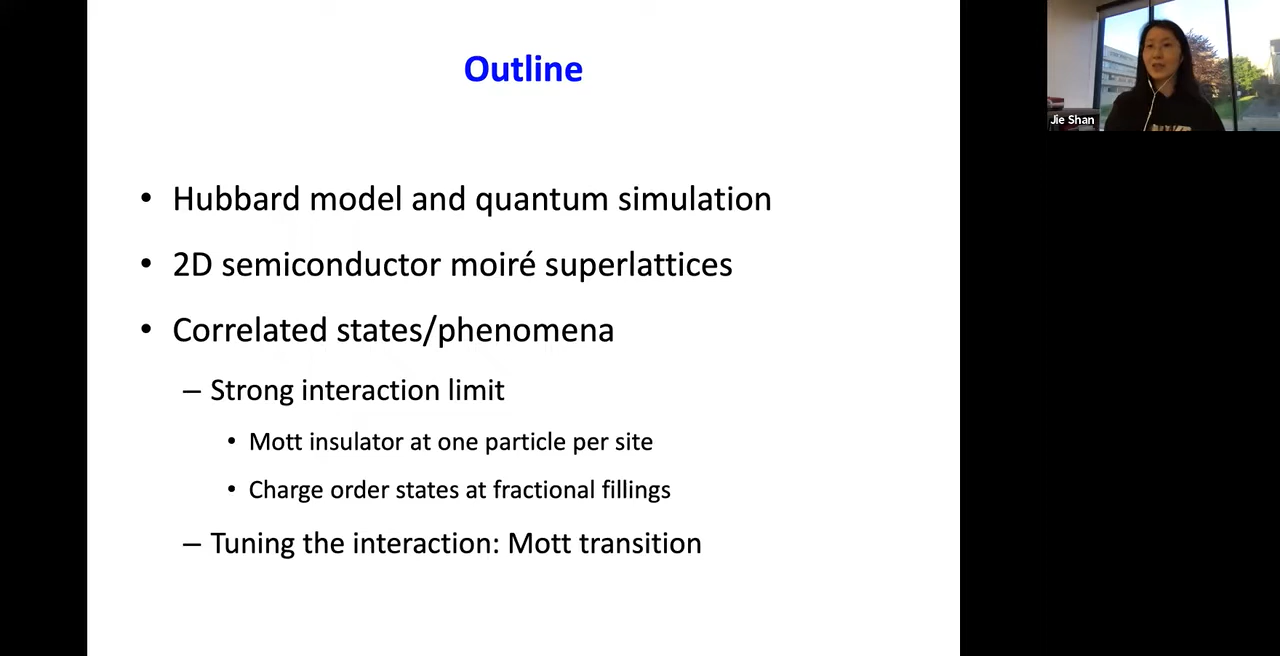 Outline
• Hubbard model and quantum simulation
• 2D semiconductor moiré superlattices
• Correlated states/phenomena
– Strong interaction limit
• Mott insulator at one particle per site
• Charge order states at fractional fillings
– Tuning the interaction: Mott transition
Jie Shan